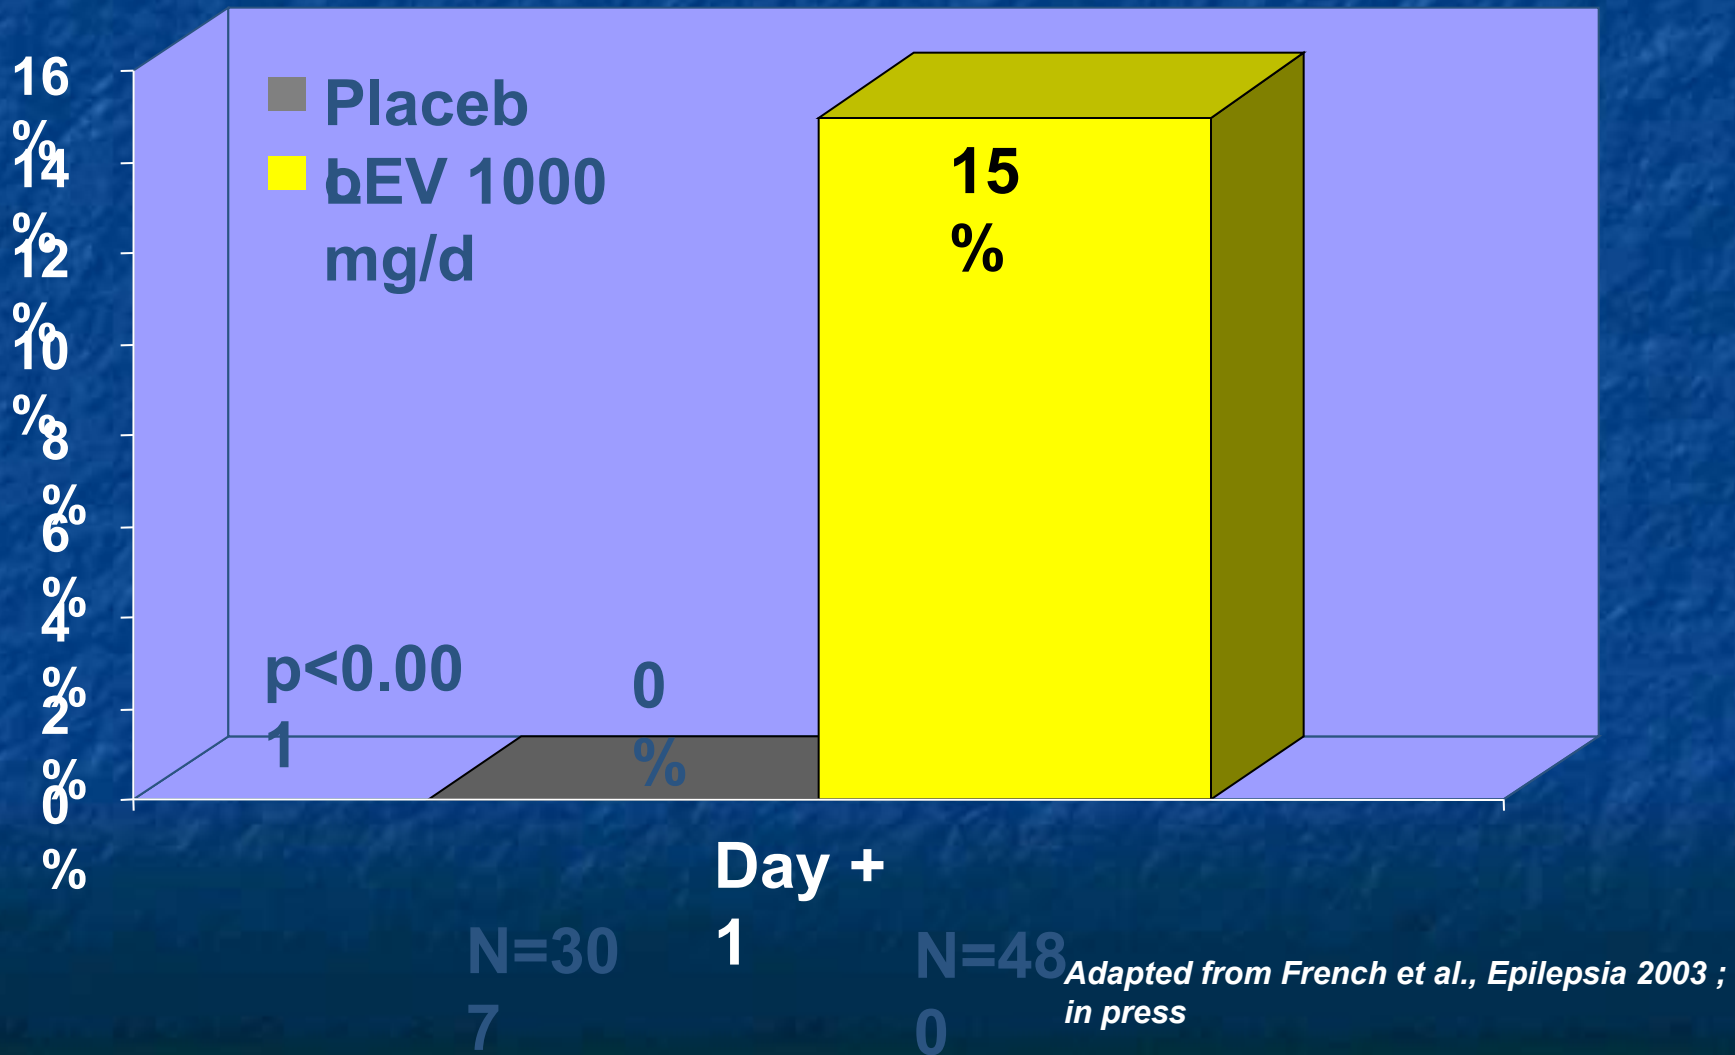 16
%
14
%
12
%
10
%
8
%
6
%
4
%
2
%
0
%
Placeb
o
LEV 1000
mg/d
15
%
p<0.00
1
0
%
Day +
1
N=30
7
N=48
0
Adapted from French et al., Epilepsia 2003 ;
in press